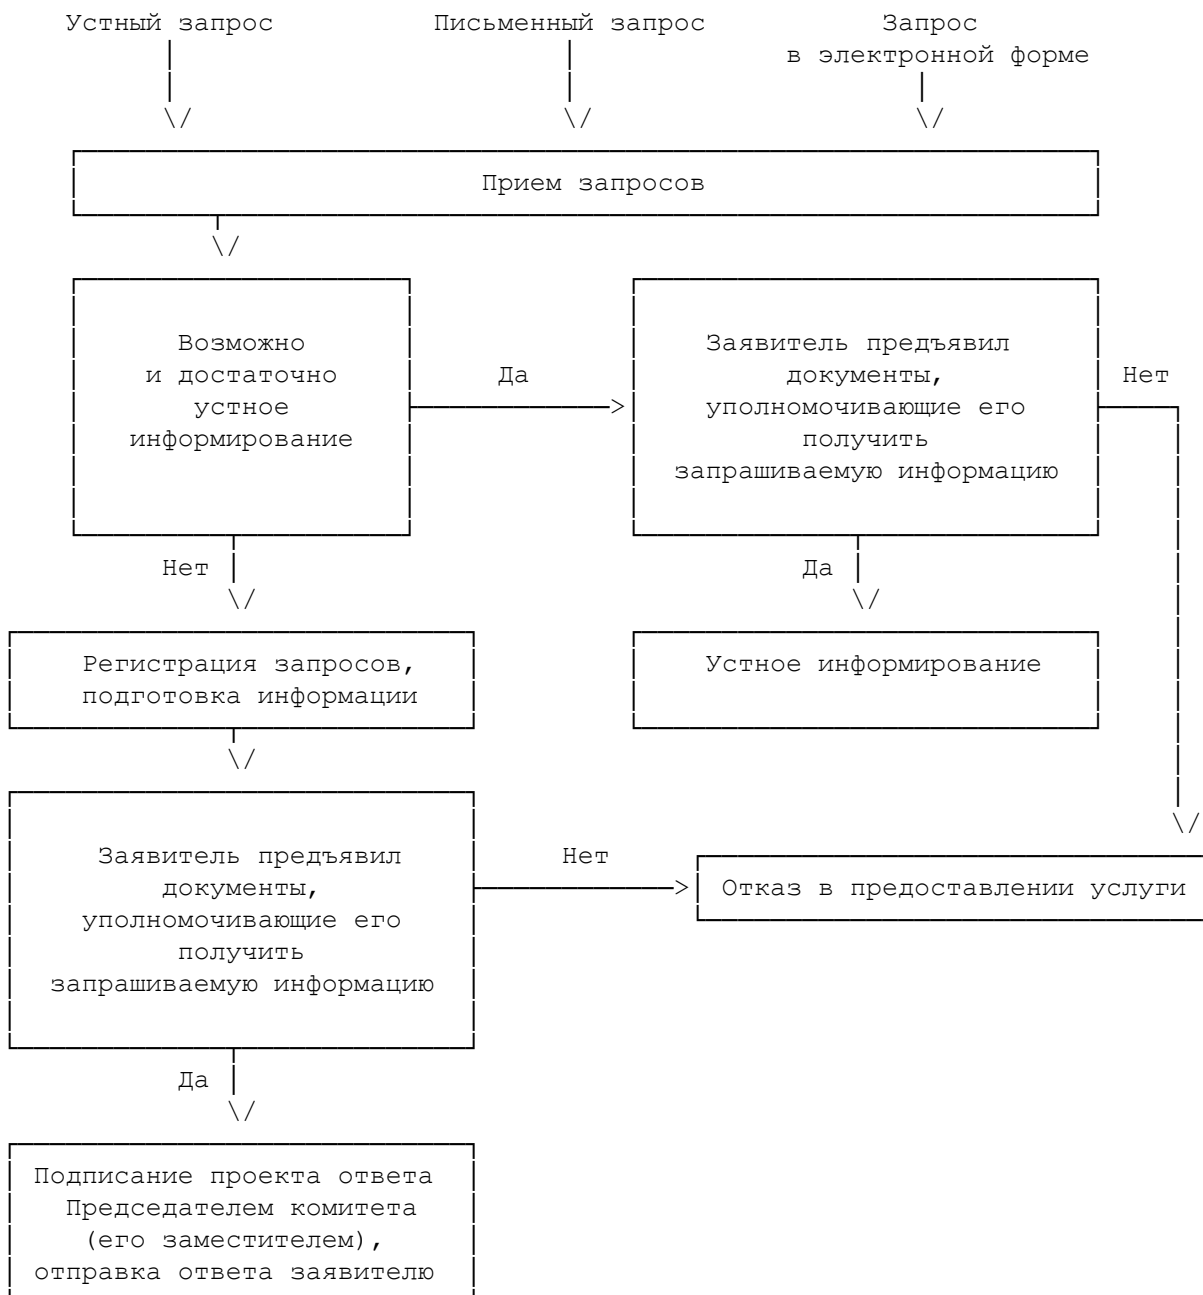 Устный запрос
Письменный запрос
Запрос
в электронной форме
Прием запросов
Возможно
и достаточно
устное
информирование
Да
Заявитель предъявил
документы,
уполномочивающие его
получить
запрашиваемую информацию
Нет
Нет
Да
Регистрация запросов,
подготовка информации
Устное информирование
Заявитель предъявил
документы,
уполномочивающие его
получить
запрашиваемую информацию
Нет
Отказ в предоставлении услуги
Да
Подписание проекта ответа
Председателем комитета
(его заместителем),
отправка ответа заявителю